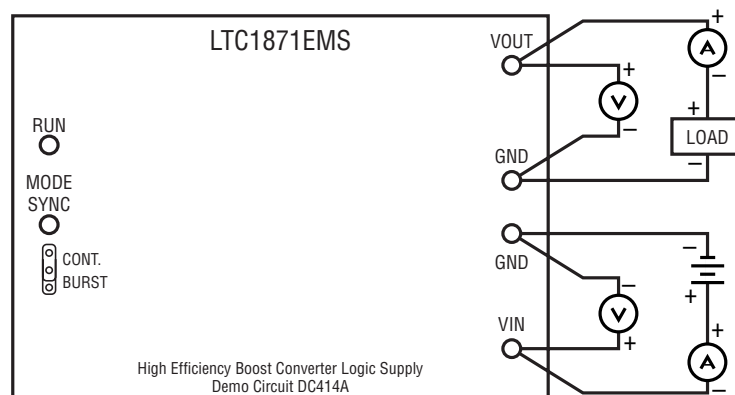 LTC1871EMS
VOUT
+
A
−
+
V
−
+
LOAD
−
RUN
GND
MODE
SYNC
CONT.
BURST
GND
−
−
V
+
+
VIN
+
A
−
High Efficiency Boost Converter Logic Supply
Demo Circuit DC414A